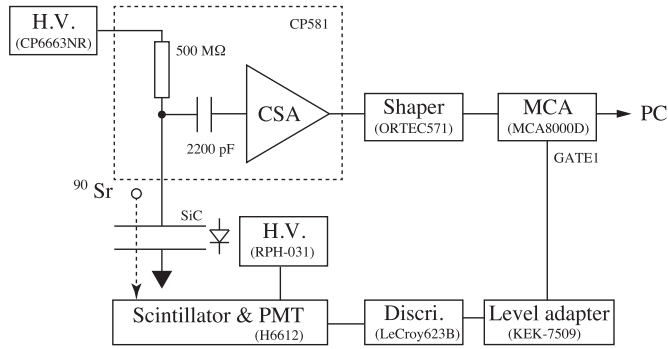 H.V.
(CP6663NR)
CP581
500 MΩ
CSA
2200 pF
Shaper
(ORTEC571)
MCA
(MCA8000D)
PC
GATE1
⁹⁰ Sr
SiC
H.V.
(RPH-031)
Scintillator & PMT
(H6612)
Discri.
(LeCroy623B)
Level adapter
(KEK-7509)